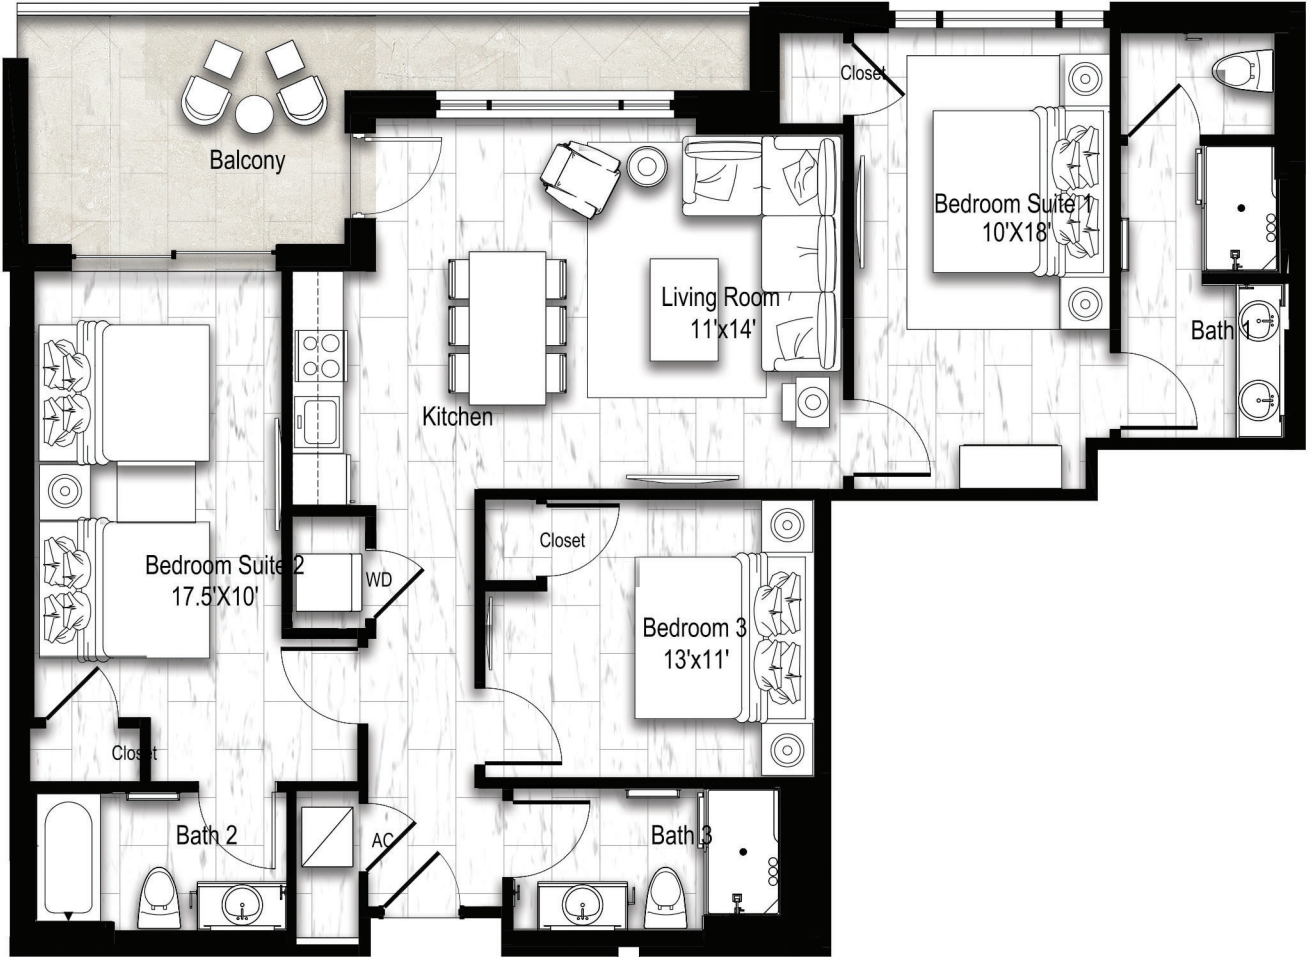 Closet
Balcony
Bedroom Suite 1
10'X18'
Living Room
11'x14'
Bath 1
Kitchen
Closet
Bedroom Suite 2
17.5'X10'
WD
Bedroom 3
13'x11'
Closet
Bath 2
AC
Bath 3